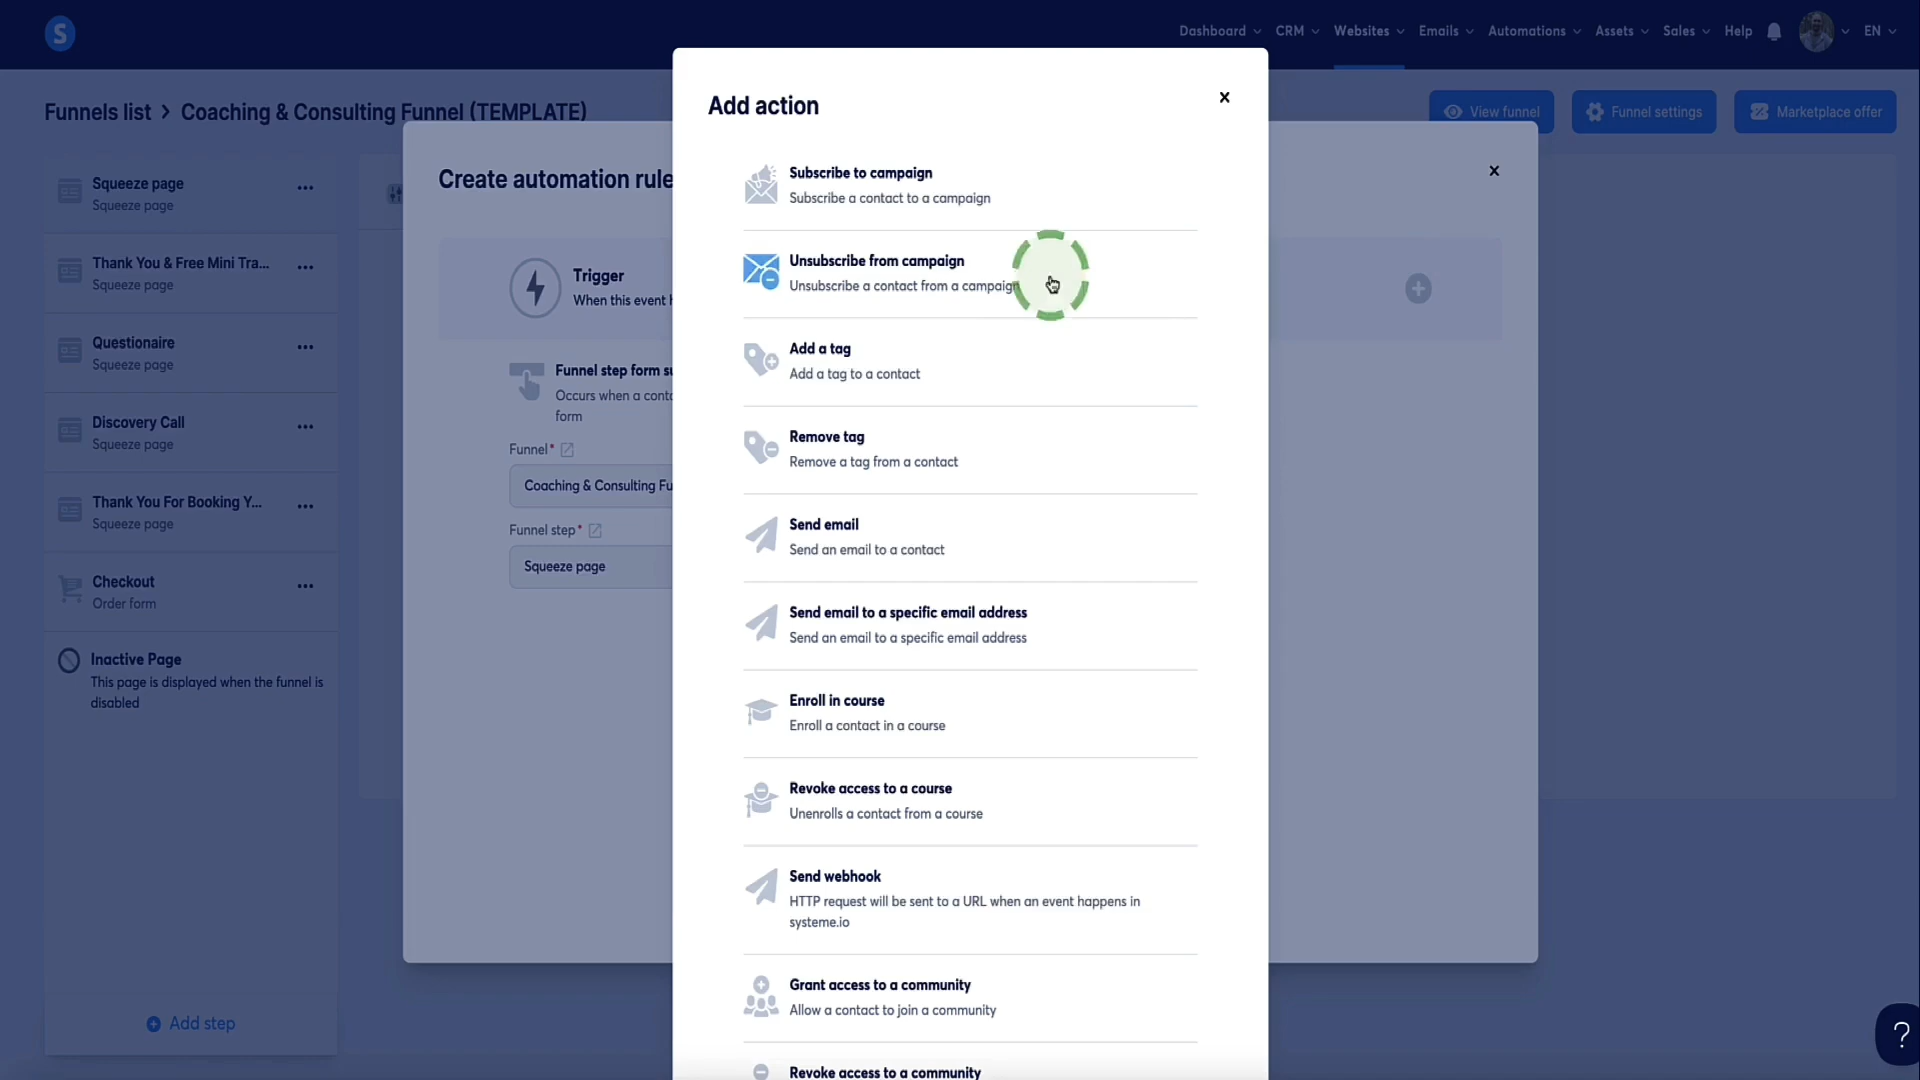 S
Dashboard
CRM
Websites
Emails
Automations
Assets
Sales
Help
EN
Funnels list > Coaching & Consulting Funnel (TEMPLATE)
View funnel
Funnel settings
Marketplace offer
Squeeze page
Squeeze page
Thank You & Free Mini Tra...
Squeeze page
Questionaire
Squeeze page
Discovery Call
Squeeze page
Thank You For Booking Y...
Squeeze page
Checkout
Order form
Inactive Page
This page is displayed when the funnel is
disabled
Add step
Create automation rule
Trigger
When this event
Funnel step form
Occurs when a
form
Funnel*
Coaching & Consulting
Funnel step*
Squeeze page
Add action
Subscribe to campaign
Subscribe a contact to a campaign
Unsubscribe from campaign
Unsubscribe a contact from a campaign
Add a tag
Add a tag to a contact
Remove tag
Remove a tag from a contact
Send email
Send an email to a contact
Send email to a specific email address
Send an email to a specific email address
Enroll in course
Enroll a contact in a course
Revoke access to a course
Unenrolls a contact from a course
Send webhook
HTTP request will be sent to a URL when an event happens in
systeme.io
Grant access to a community
Allow a contact to join a community
Revoke access to a community
?